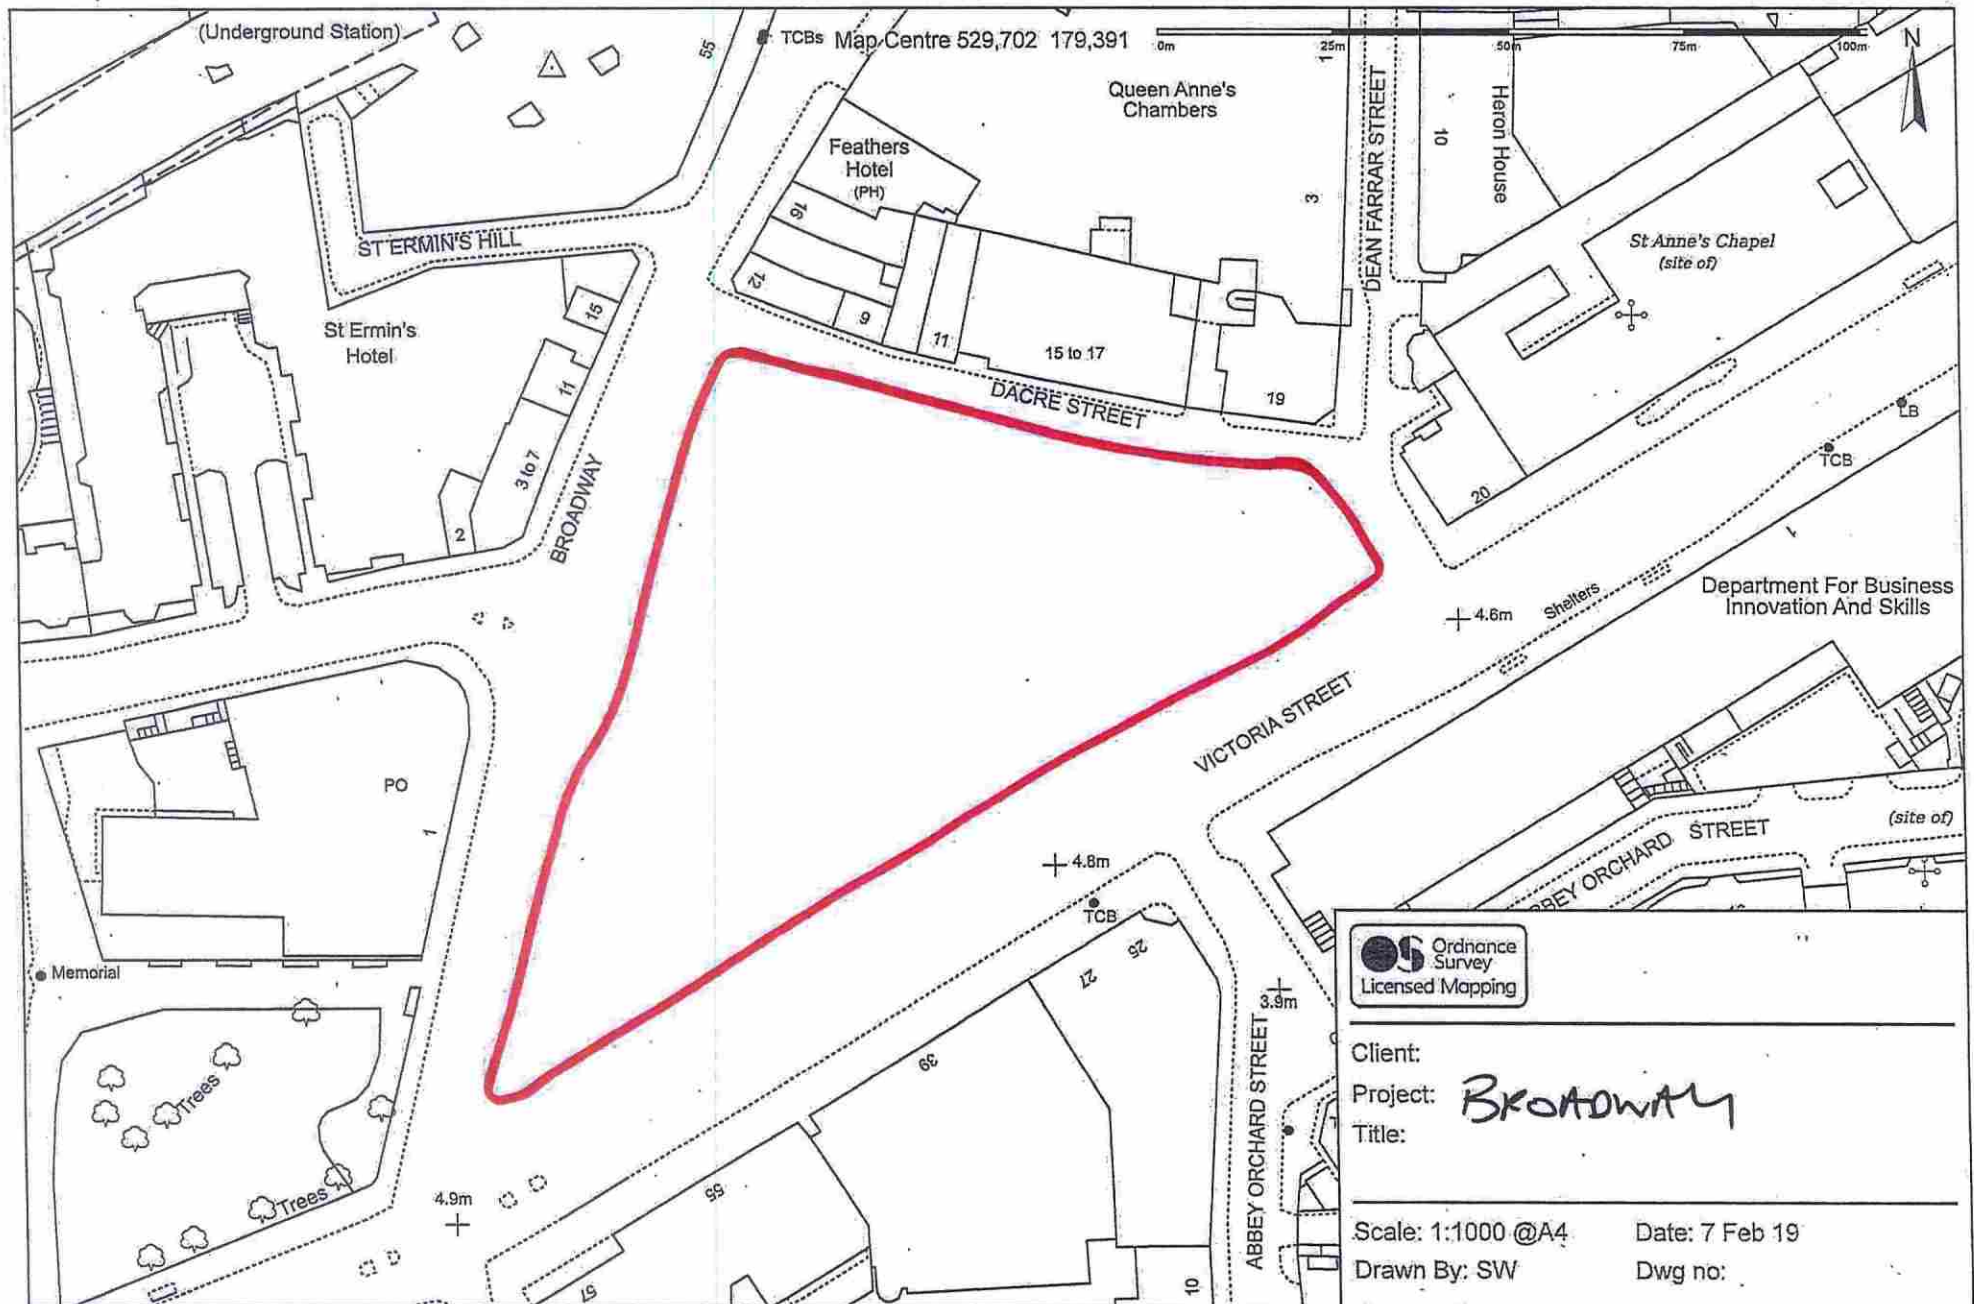 (Underground Station)
55
TCBs
Map Centre 529,702 179,391
0m
25m
50m
75m
100m
N
Queen Anne's
Chambers
DEAN FARRAR STREET
10
Heron House
Feathers
Hotel
(PH)
16
3
St Anne's Chapel
(site of)
ST ERMIN'S HILL
12
9
11
15 to 17
15
St Ermin's
Hotel
11
DACRE STREET
19
LB
TCB
3 to 7
2
BROADWAY
20
1
Shelters
4.6m
Department For Business
Innovation And Skills
VICTORIA STREET
PO
1
4.8m
TCB
STREET
(site of)
ABBEY ORCHARD
25
27
Memorial
3.9m
39
ABBEY ORCHARD STREET
Trees
Trees
4.9m
55
57
10
OS
Ordnance
Survey
Licensed Mapping
Client:
Project: BROADWAY
Title:
Scale: 1:1000 @A4
Date: 7 Feb 19
Drawn By: SW
Dwg no: